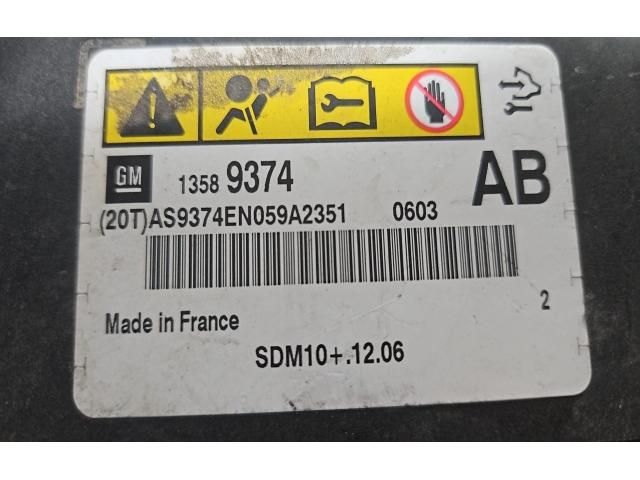 GM 1358 9374 AB
(20T)AS9374EN059A2351 0603
2
Made in France
SDM10+.12.06